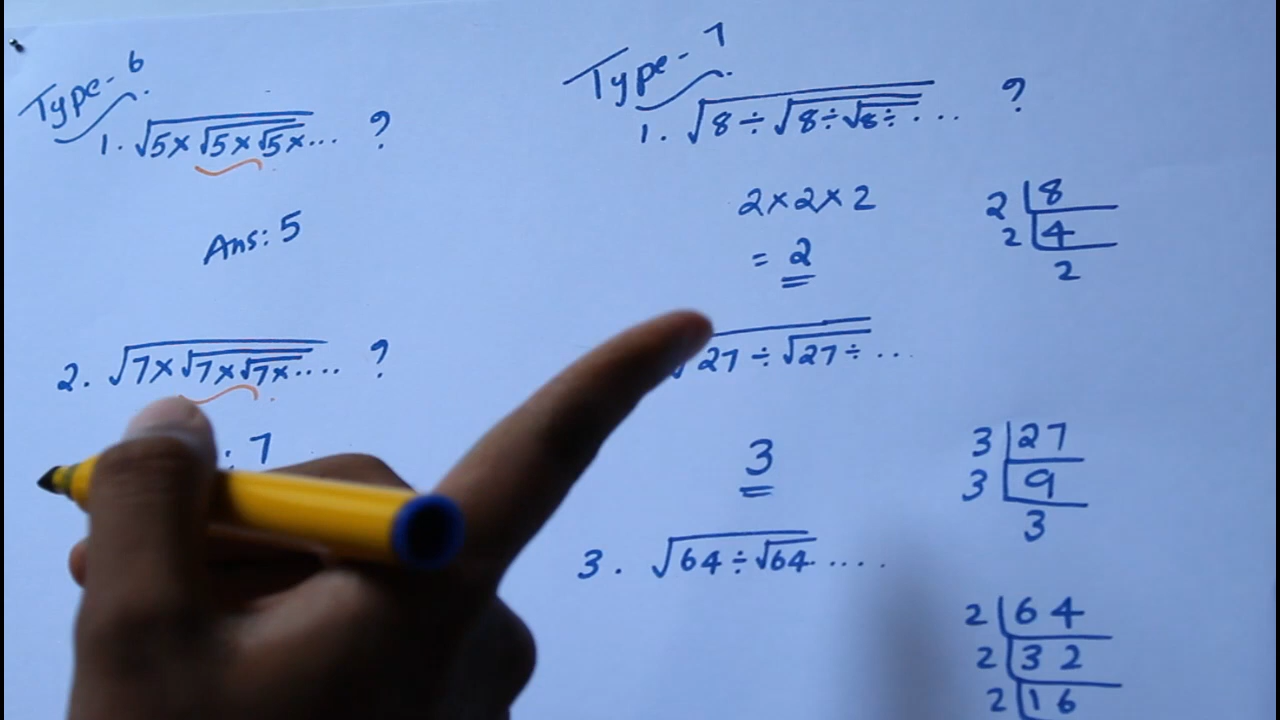 Type-6
1. √5×√5×√5×... ?
Ans: 5
2. √7×√7×√7×.... ?
: 7
Type-7
1. √8÷√8÷√8÷... ?
2×2×2
= 2
2 | 8
2 | 4
2
√27÷√27÷...
3
3 | 27
3 | 9
3
3. √64÷√64....
2 | 64
2 | 32
2 | 16